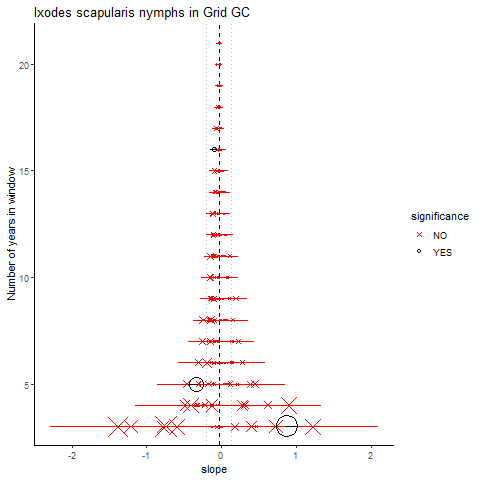 Ixodes scapularis nymphs in Grid GC
Number of years in window
20
15
10
5
-2
-1
0
1
2
slope
significance
NO
YES